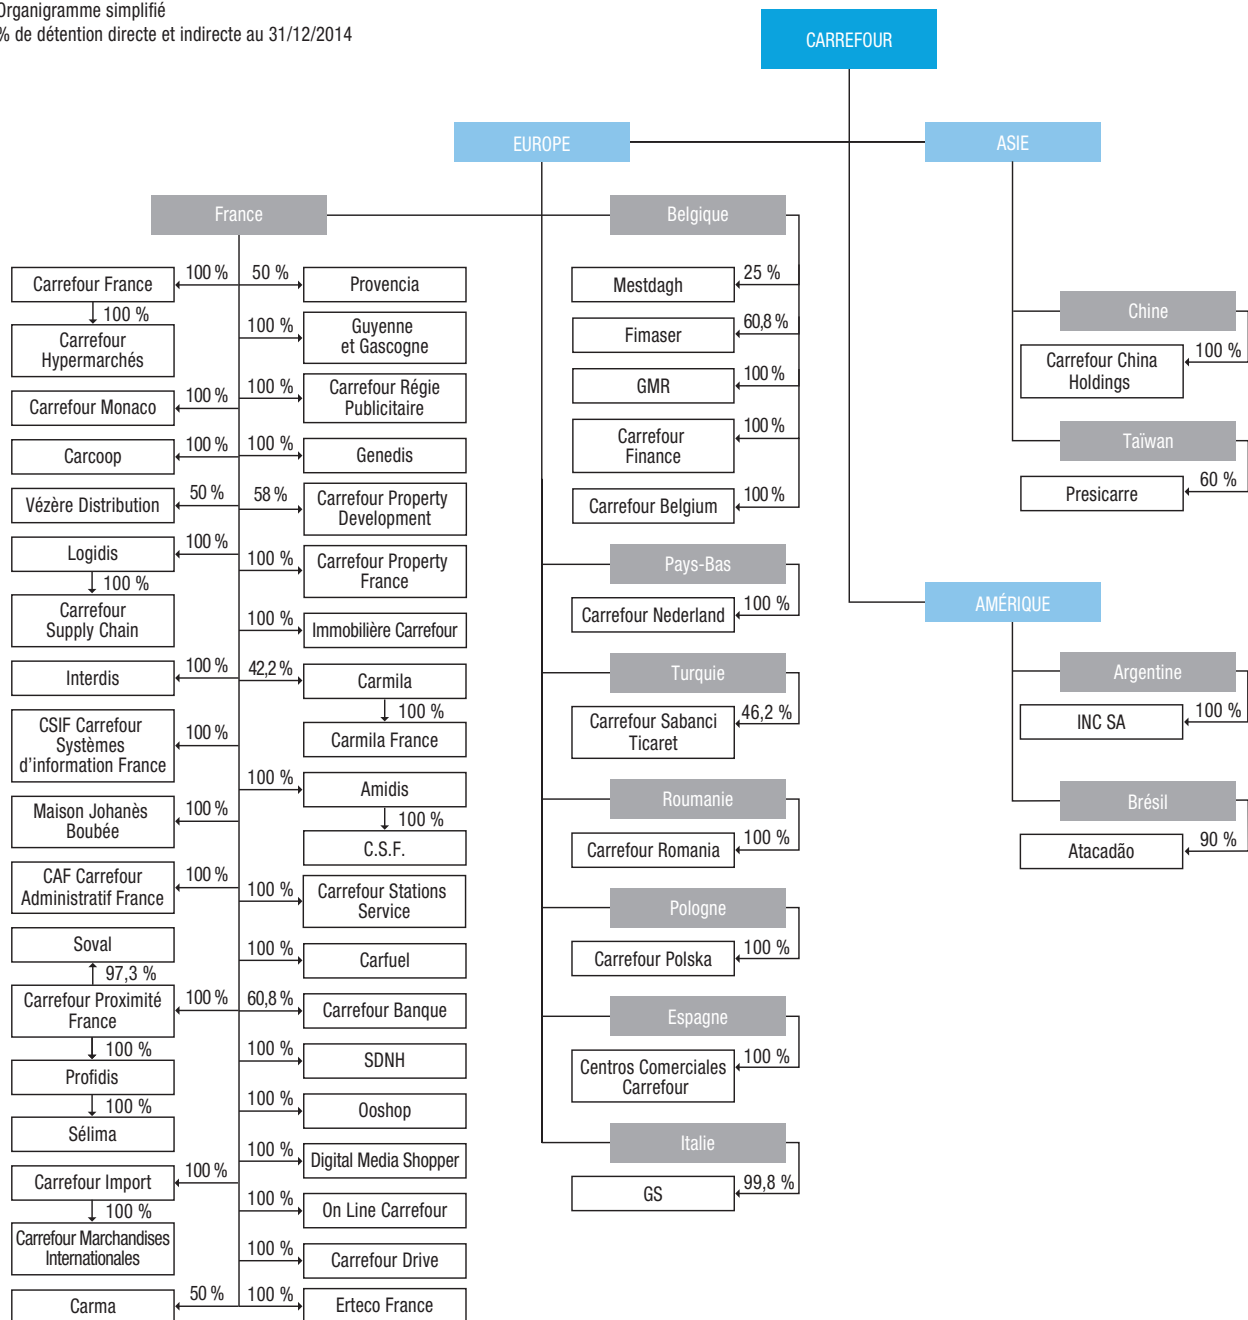 Organigramme simplifié
% de détention directe et indirecte au 31/12/2014
CARREFOUR
EUROPE
ASIE
AMÉRIQUE
France
Carrefour France
100 %
100 %
Carrefour
Hypermarchés
Carrefour Monaco
100 %
Carcoop
100 %
Vézère Distribution
50 %
Logidis
100 %
100 %
Carrefour
Supply Chain
Interdis
100 %
CSIF Carrefour
Systèmes
d'information France
100 %
Maison Johanès
Boubée
100 %
CAF Carrefour
Administratif France
100 %
Soval
97,3 %
Carrefour Proximité
France
100 %
100 %
Profidis
100 %
Sélima
Carrefour Import
100 %
100 %
Carrefour Marchandises
Internationales
Carma
50 %
50 %
Provencia
100 %
Guyenne
et Gascogne
100 %
Carrefour Régie
Publicitaire
100 %
Genedis
58 %
Carrefour Property
Development
100 %
Carrefour Property
France
100 %
Immobilière Carrefour
42,2 %
Carmila
100 %
Carmila France
100 %
Amidis
100 %
C.S.F.
100 %
Carrefour Stations
Service
100 %
Carfuel
60,8 %
Carrefour Banque
100 %
SDNH
100 %
Ooshop
100 %
Digital Media Shopper
100 %
On Line Carrefour
100 %
Carrefour Drive
100 %
Erteco France
Belgique
Mestdagh
25 %
Fimaser
60,8 %
GMR
100 %
Carrefour
Finance
100 %
Carrefour Belgium
100 %
Pays-Bas
Carrefour Nederland
100 %
Turquie
Carrefour Sabanci
Ticaret
46,2 %
Roumanie
Carrefour Romania
100 %
Pologne
Carrefour Polska
100 %
Espagne
Centros Comerciales
Carrefour
100 %
Italie
GS
99,8 %
Chine
Carrefour China
Holdings
100 %
Taïwan
Presicarre
60 %
Argentine
INC SA
100 %
Brésil
Atacadão
90 %